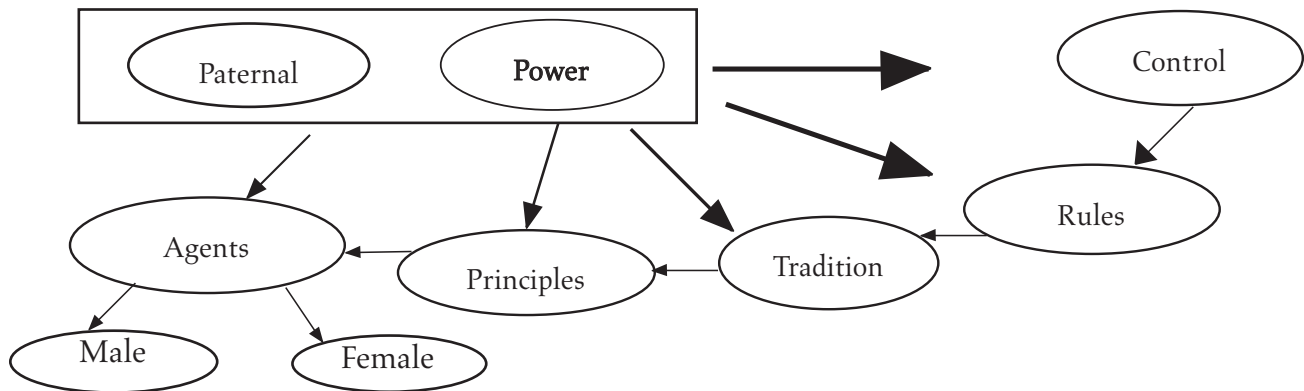 Paternal
Power
Control
Rules
Agents
Principles
Tradition
Male
Female